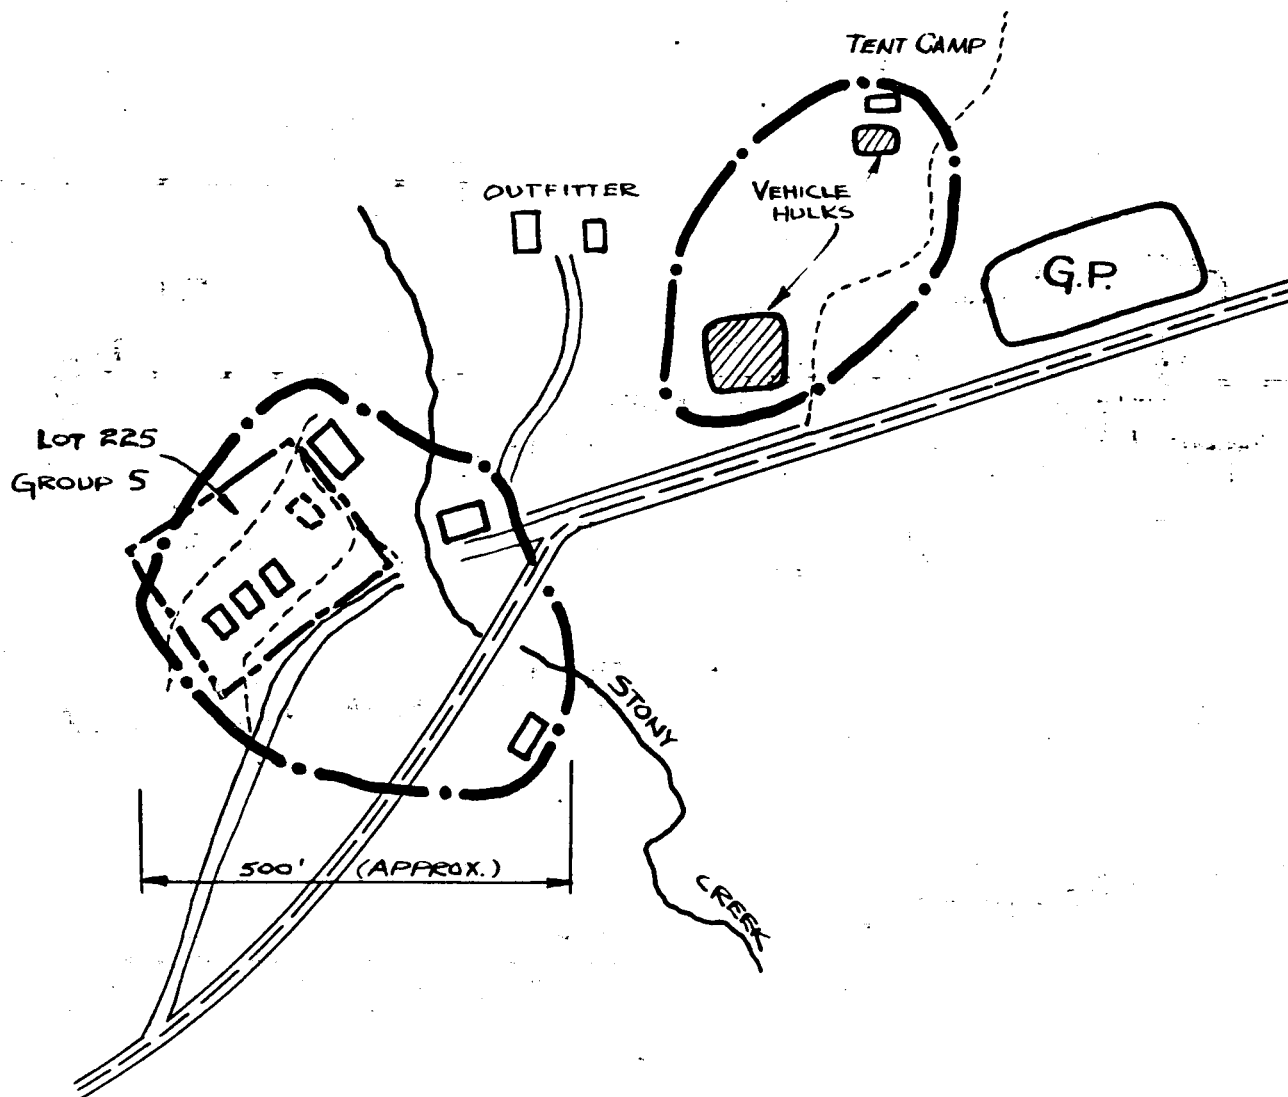 TENT CAMP
OUTFITTER
VEHICLE
HULKS
G.P.
LOT 225
GROUP 5
STONY
500' (APPROX.)
CREEK